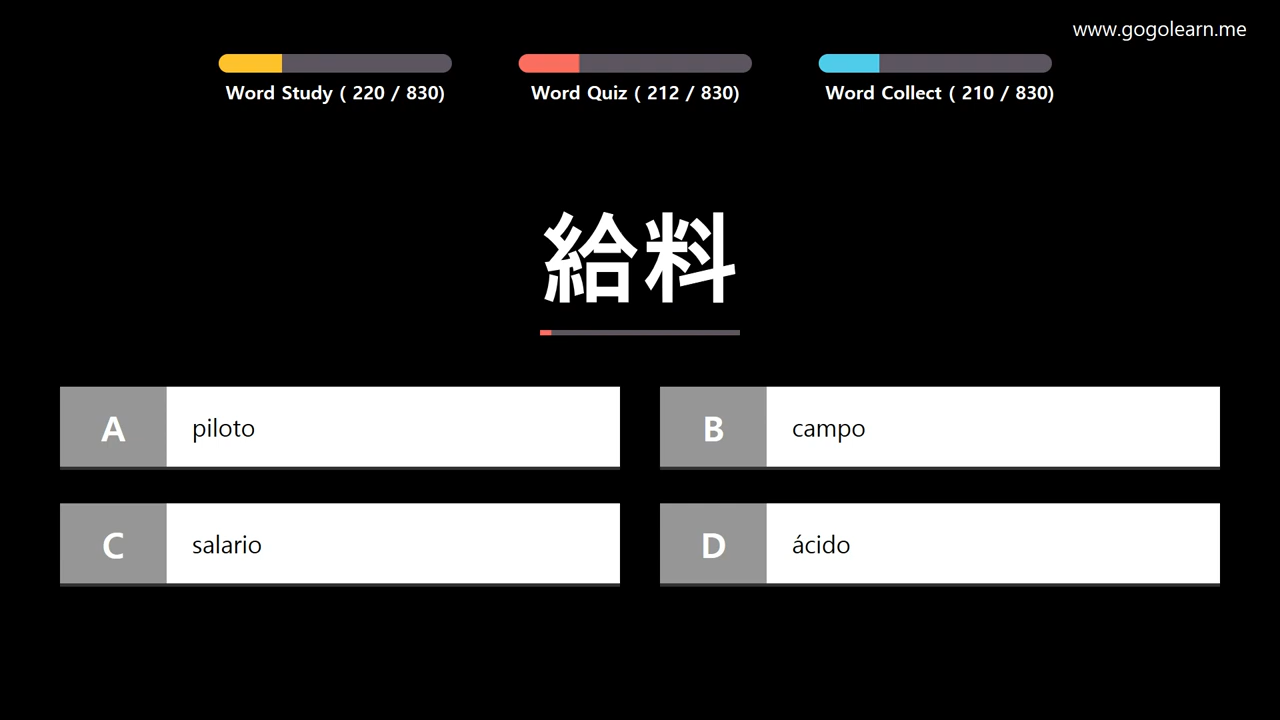 www.gogolearn.me
Word Study ( 220 / 830)
Word Quiz ( 212 / 830)
Word Collect ( 210 / 830)
給料
A piloto
B campo
C salario
D ácido